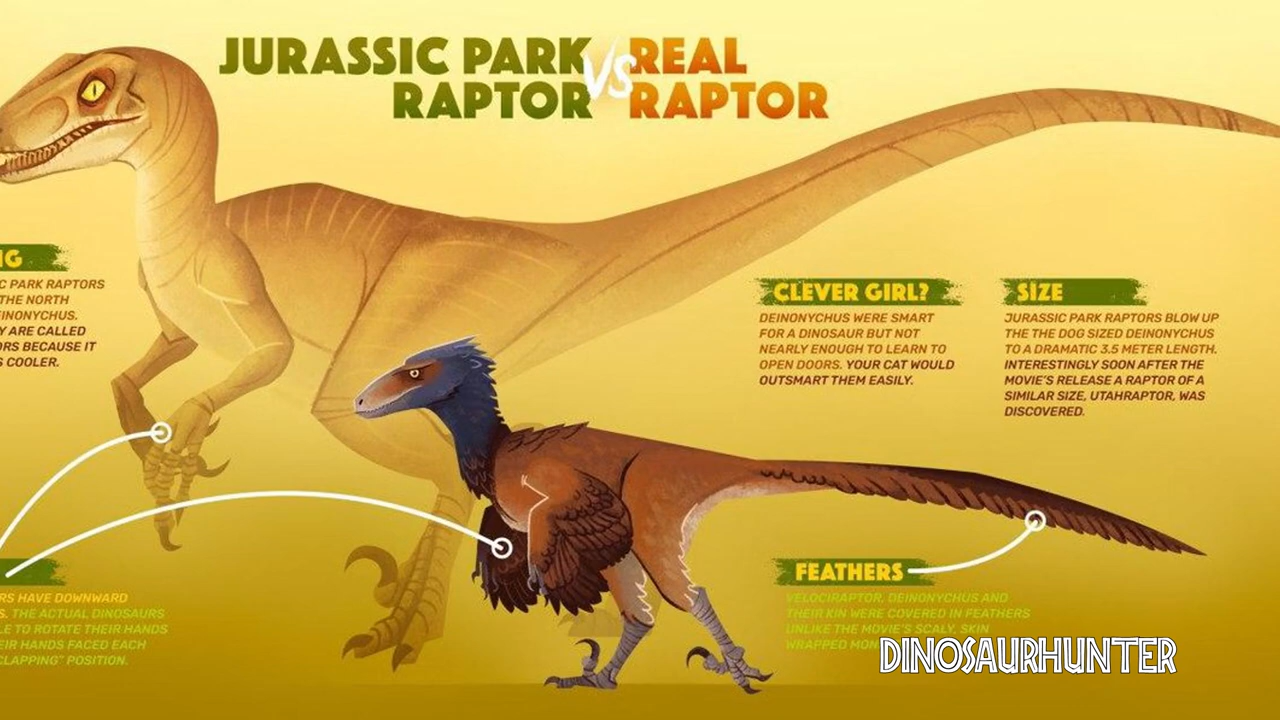 JURASSIC PARK VS REAL
RAPTOR RAPTOR
NG
C PARK RAPTORS
THE NORTH
EINONYCHUS.
Y ARE CALLED
ORS BECAUSE IT
S COOLER.
CLEVER GIRL?
DEINONYCHUS WERE SMART
FOR A DINOSAUR BUT NOT
NEARLY ENOUGH TO LEARN TO
OPEN DOORS. YOUR CAT WOULD
OUTSMART THEM EASILY.
SIZE
JURASSIC PARK RAPTORS BLOW UP
THE THE DOG SIZED DEINONYCHUS
TO A DRAMATIC 3.5 METER LENGTH.
INTERESTINGLY SOON AFTER THE
MOVIE'S RELEASE A RAPTOR OF A
SIMILAR SIZE, UTAHRAPTOR, WAS
DISCOVERED.
RS HAVE DOWNWARD
S. THE ACTUAL DINOSAURS
LE TO ROTATE THEIR HANDS
EIR HANDS FACED EACH
CLAPPING" POSITION.
FEATHERS
VELOCIRAPTOR, DEINONYCHUS AND
THEIR KIN WERE COVERED IN FEATHERS
UNLIKE THE MOVIE'S SCALY, SKIN
WRAPPED MON
DINOSAURHUNTER